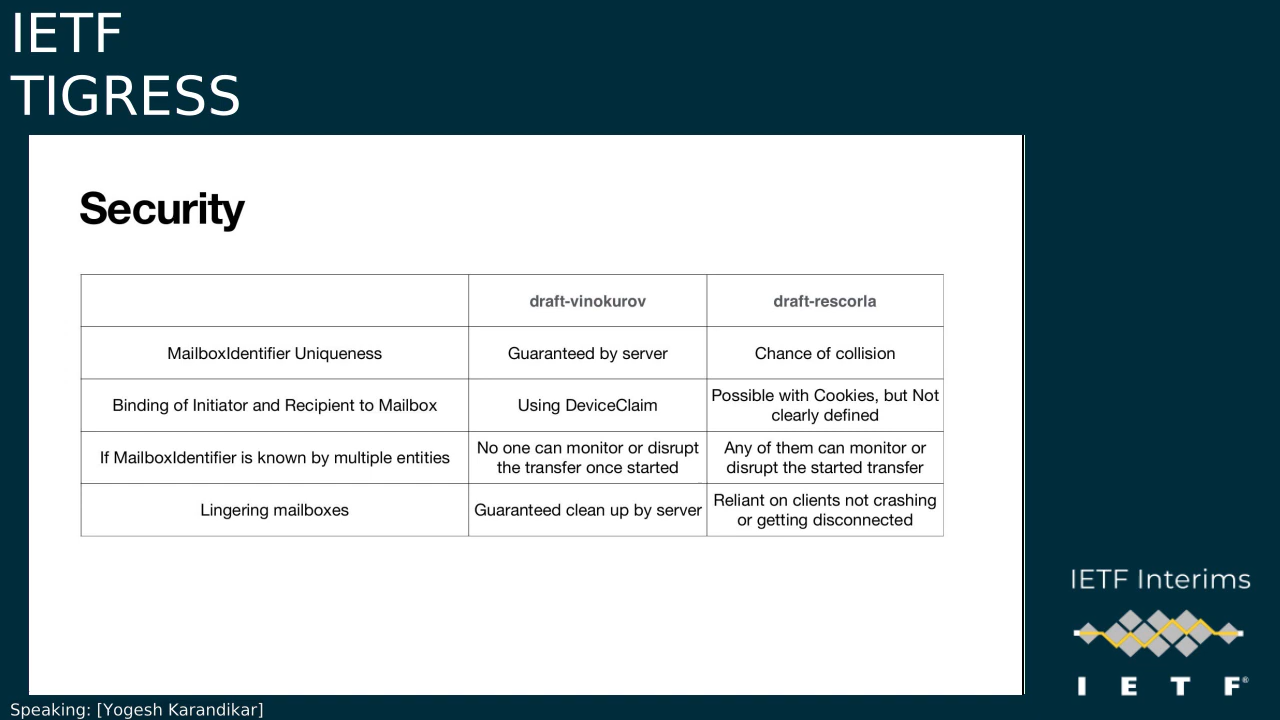 IETF
TIGRESS
Security
draft-vinokurov
draft-rescorla
MailboxIdentifier Uniqueness
Guaranteed by server
Chance of collision
Binding of Initiator and Recipient to Mailbox
Using DeviceClaim
Possible with Cookies, but Not
clearly defined
If MailboxIdentifier is known by multiple entities
No one can monitor or disrupt
the transfer once started
Any of them can monitor or
disrupt the started transfer
Lingering mailboxes
Guaranteed clean up by server
Reliant on clients not crashing
or getting disconnected
IETF Interims
I E T F®
Speaking: [Yogesh Karandikar]